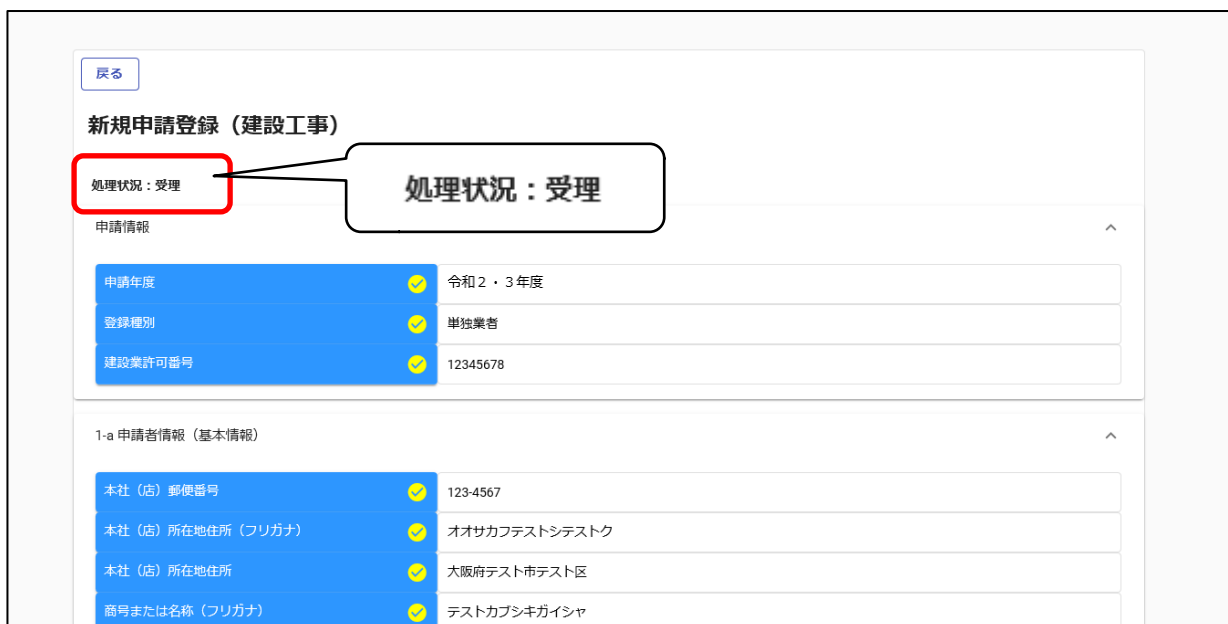 戻る
新規申請登録（建設工事）
処理状況：受理
処理状況：受理
申請情報
申請年度 令和２・３年度
登録種別 単独業者
建設業許可番号 12345678
1-a 申請者情報（基本情報）
本社（店）郵便番号 123-4567
本社（店）所在地住所（フリガナ） オオサカフテストシテストク
本社（店）所在地住所 大阪府テスト市テスト区
商号または名称（フリガナ） テストカブシキガイシャ